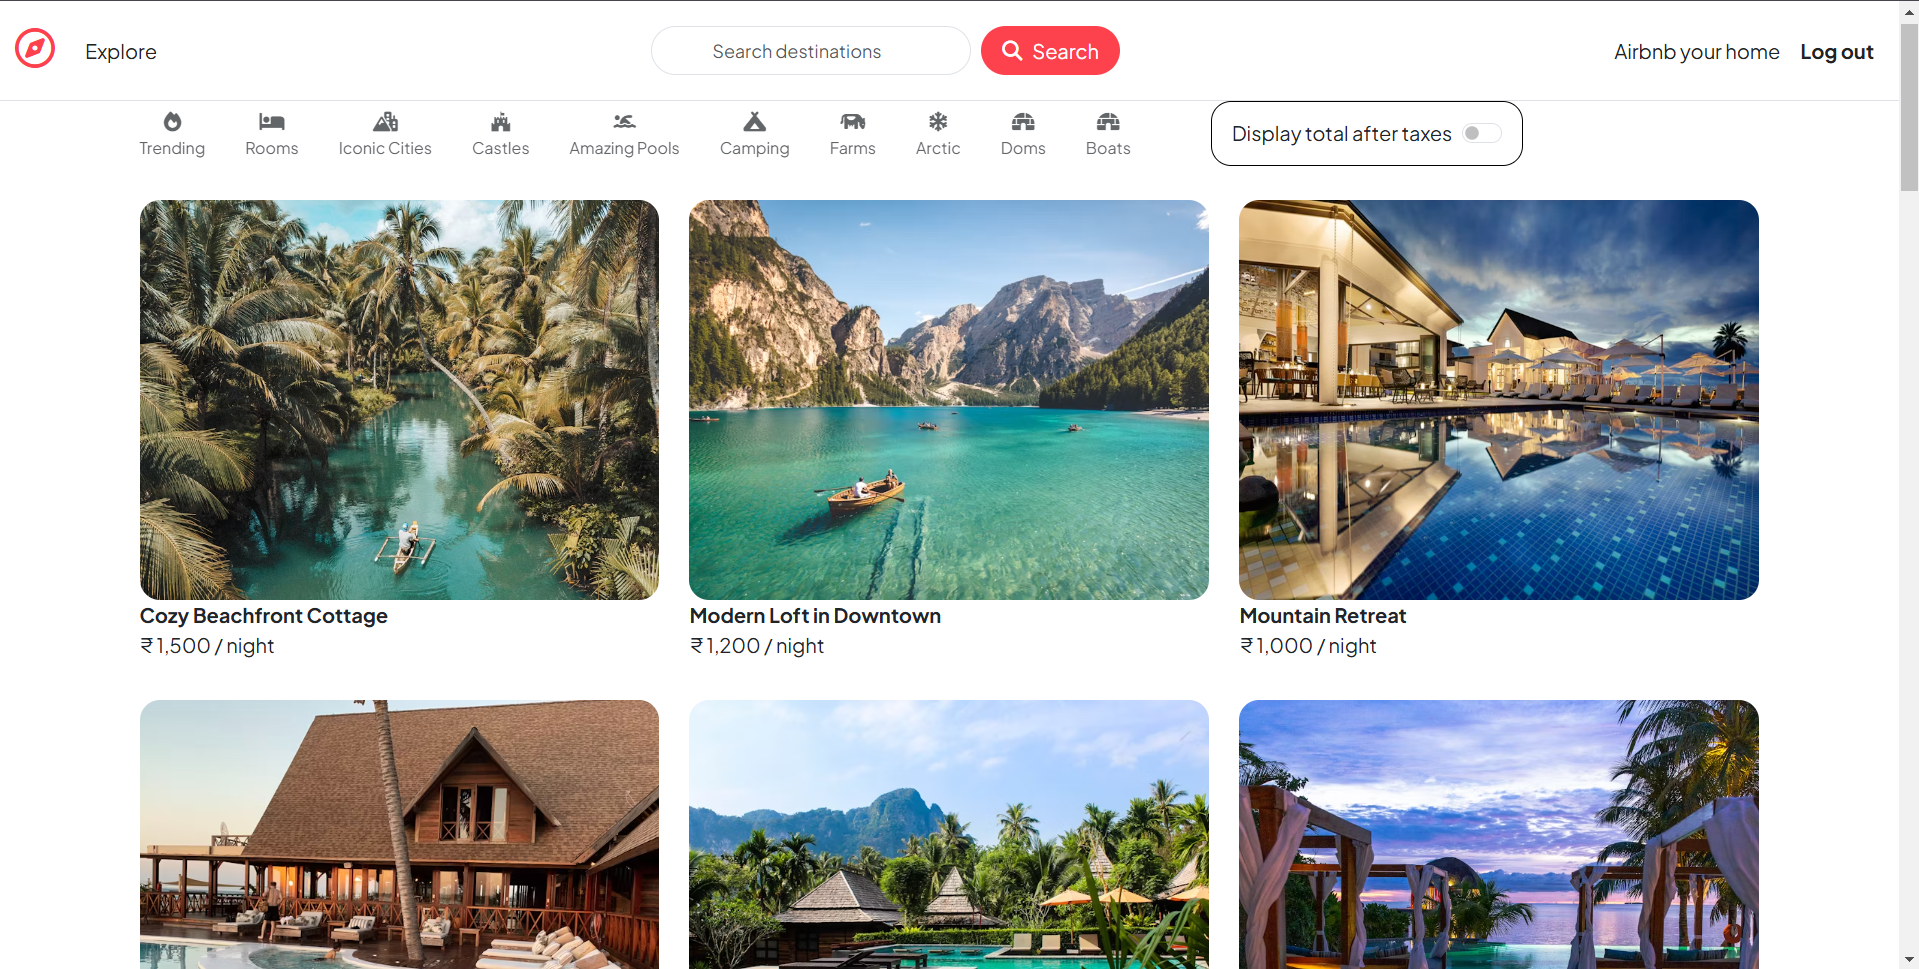 Explore
Search destinations
Search
Airbnb your home
Log out
Trending
Rooms
Iconic Cities
Castles
Amazing Pools
Camping
Farms
Arctic
Doms
Boats
Display total after taxes
Cozy Beachfront Cottage
₹ 1,500 / night
Modern Loft in Downtown
₹ 1,200 / night
Mountain Retreat
₹ 1,000 / night